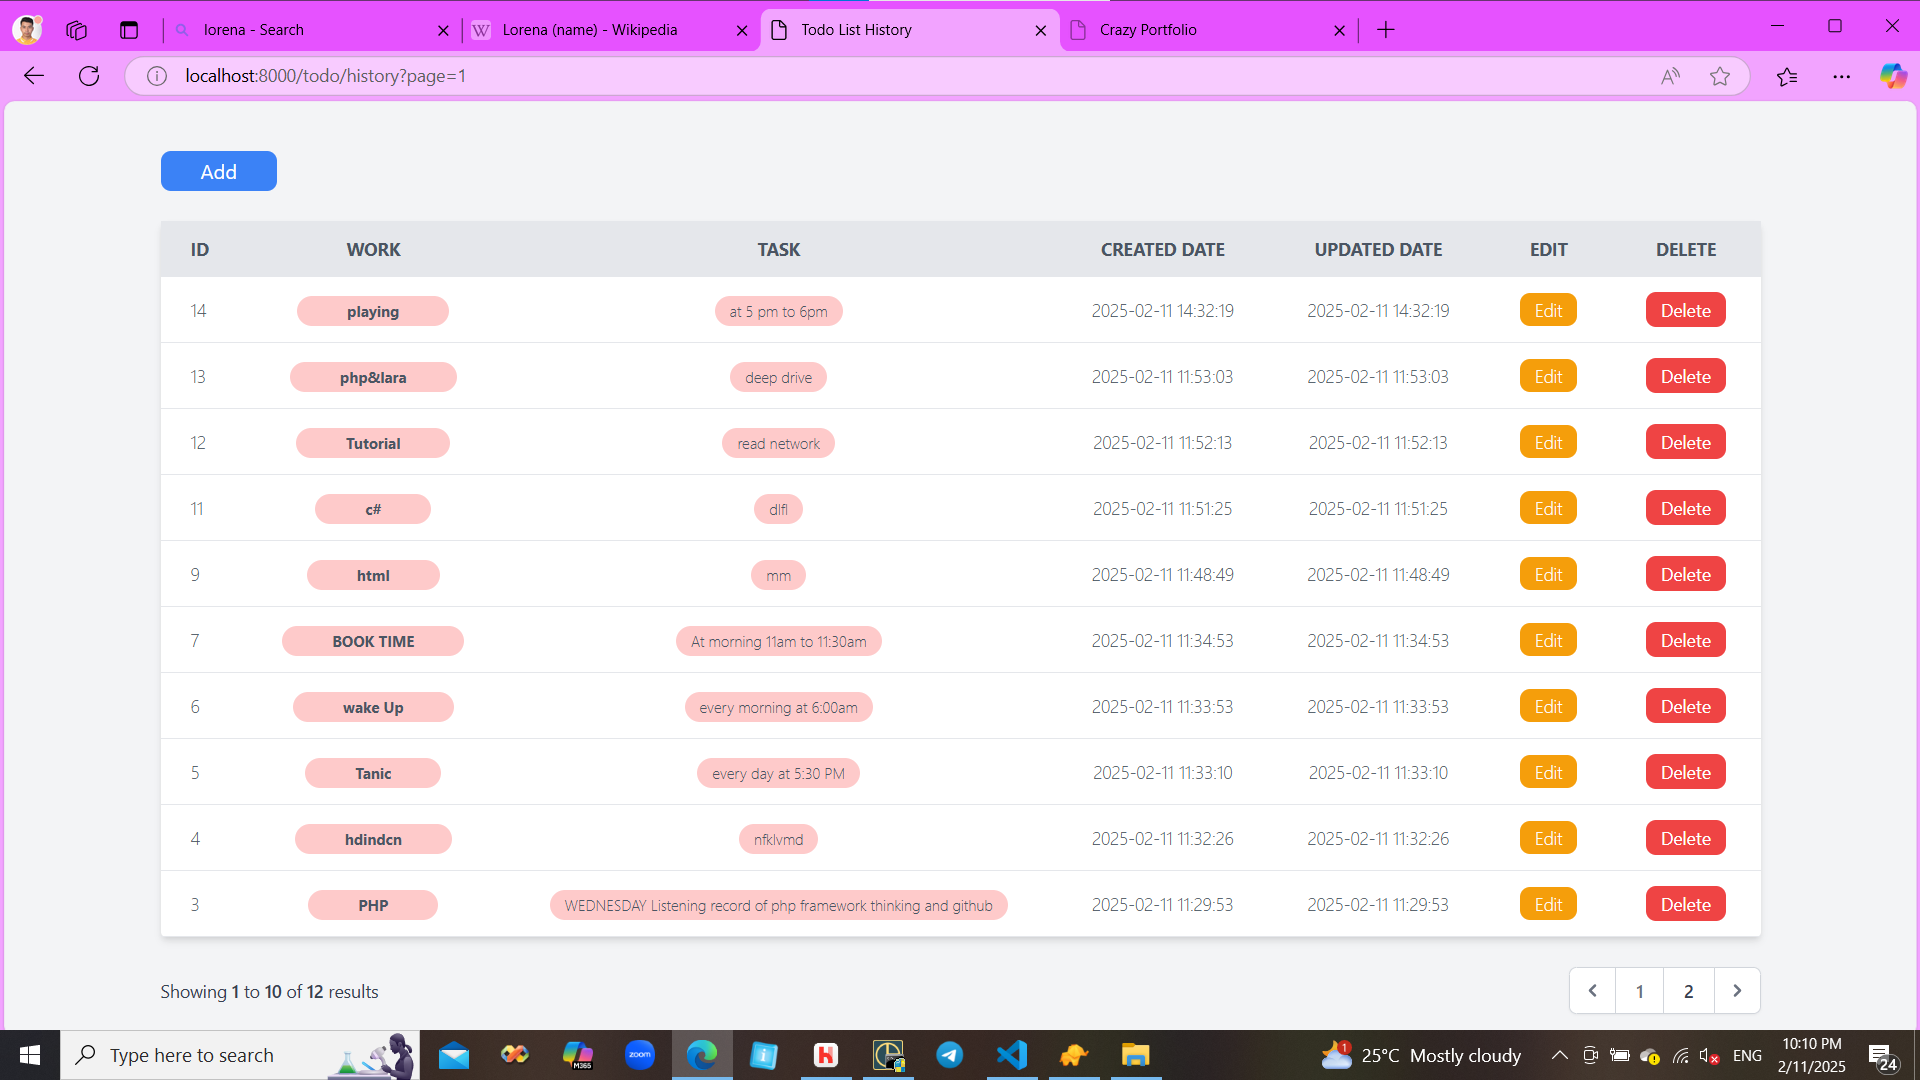 lorena - Search
Lorena (name) - Wikipedia
Todo List History
Crazy Portfolio
localhost:8000/todo/history?page=1
Add
ID WORK TASK CREATED DATE UPDATED DATE EDIT DELETE
14 playing at 5 pm to 6pm 2025-02-11 14:32:19 2025-02-11 14:32:19 Edit Delete
13 php&lara deep drive 2025-02-11 11:53:03 2025-02-11 11:53:03 Edit Delete
12 Tutorial read network 2025-02-11 11:52:13 2025-02-11 11:52:13 Edit Delete
11 c# dlfl 2025-02-11 11:51:25 2025-02-11 11:51:25 Edit Delete
9 html mm 2025-02-11 11:48:49 2025-02-11 11:48:49 Edit Delete
7 BOOK TIME At morning 11am to 11:30am 2025-02-11 11:34:53 2025-02-11 11:34:53 Edit Delete
6 wake Up every morning at 6:00am 2025-02-11 11:33:53 2025-02-11 11:33:53 Edit Delete
5 Tanic every day at 5:30 PM 2025-02-11 11:33:10 2025-02-11 11:33:10 Edit Delete
4 hdindcn nfklvmd 2025-02-11 11:32:26 2025-02-11 11:32:26 Edit Delete
3 PHP WEDNESDAY Listening record of php framework thinking and github 2025-02-11 11:29:53 2025-02-11 11:29:53 Edit Delete
Showing 1 to 10 of 12 results
1 2
Type here to search
M365
zoom
1
25°C Mostly cloudy
ENG
10:10 PM
2/11/2025
24